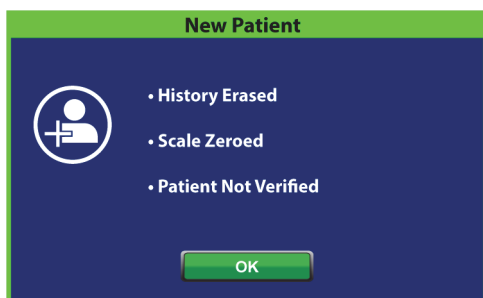 New Patient
• History Erased
• Scale Zeroed
• Patient Not Verified
OK